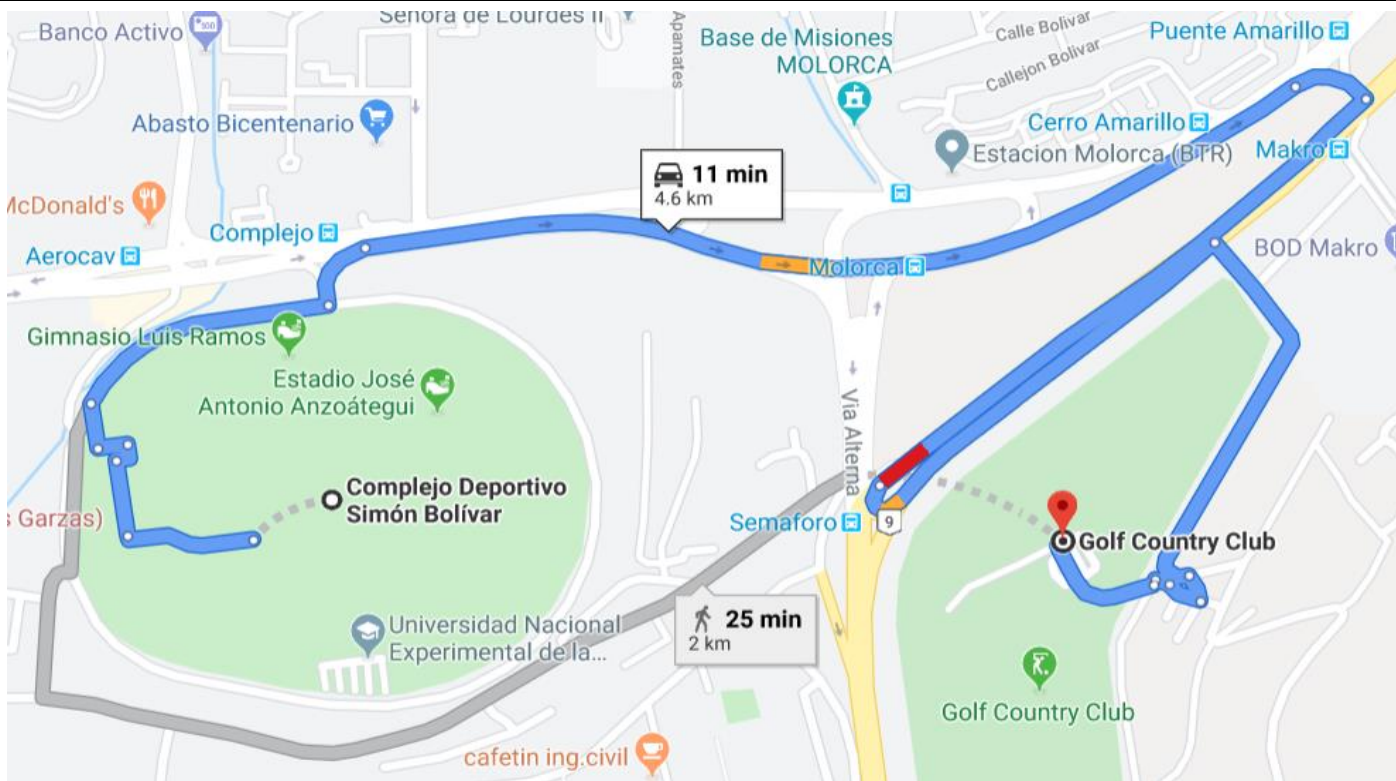 Banco Activo
Señora de Lourdes II
Apamates
Base de Misiones
MOLORCA
Calle Bolivar
Callejon Bolivar
Puente Amarillo
Abasto Bicentenario
Cerro Amarillo
Estacion Molorca (BTR)
Makro
11 min
4.6 km
McDonald's
Complejo
Aerocav
Molorca
BOD Makro
Gimnasio Luis Ramos
Estadio José
Antonio Anzoátegui
Via Alterna
Complejo Deportivo
Simón Bolívar
Garzas)
Semaforo
9
Golf Country Club
25 min
2 km
Universidad Nacional
Experimental de la...
Golf Country Club
cafetin ing.civil